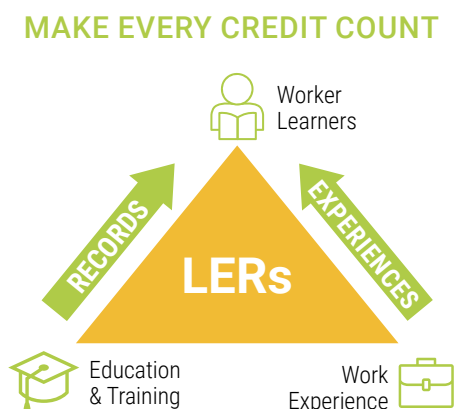 MAKE EVERY CREDIT COUNT
Worker
Learners
RECORDS
EXPERIENCES
LERs
Education
& Training
Work
Experience